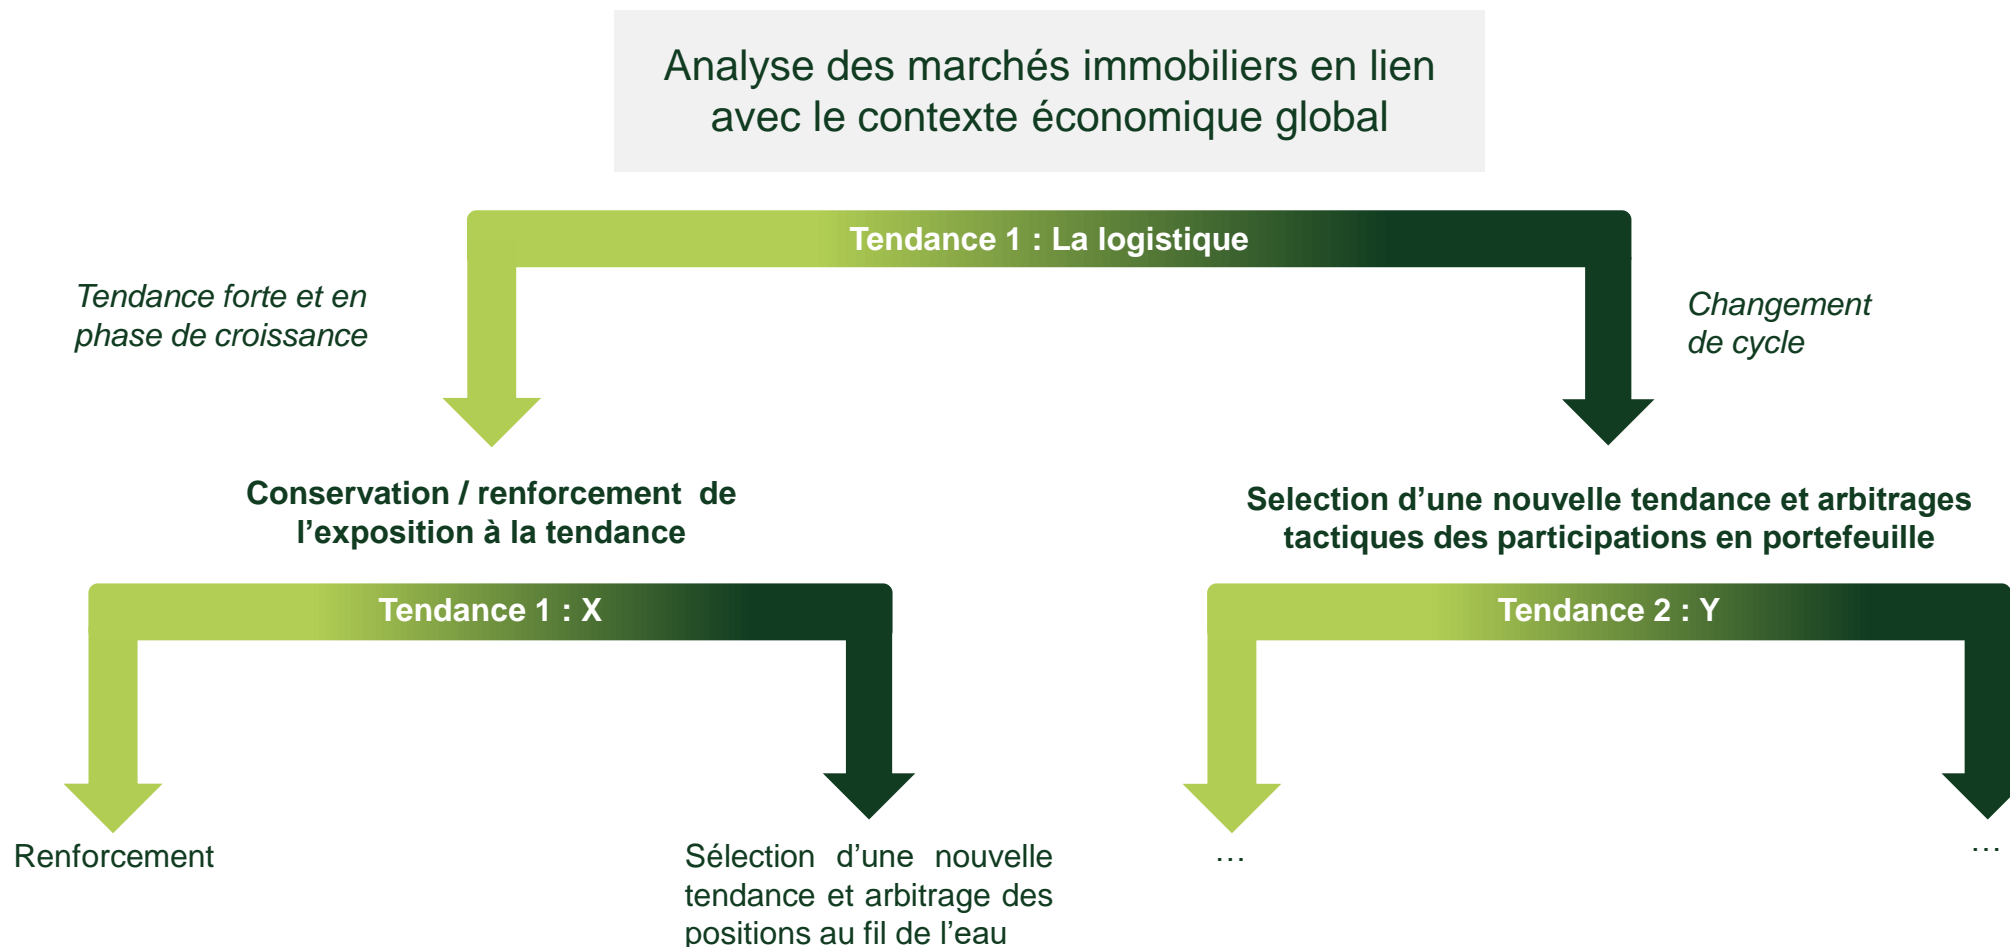 Analyse des marchés immobiliers en lien
avec le contexte économique global
Tendance 1 : La logistique
Tendance forte et en
phase de croissance
Changement
de cycle
Conservation / renforcement de
l’exposition à la tendance
Selection d’une nouvelle tendance et arbitrages
tactiques des participations en portefeuille
Tendance 1 : X
Tendance 2 : Y
Renforcement
Sélection d’une nouvelle
tendance et arbitrage des
positions au fil de l’eau
…
…